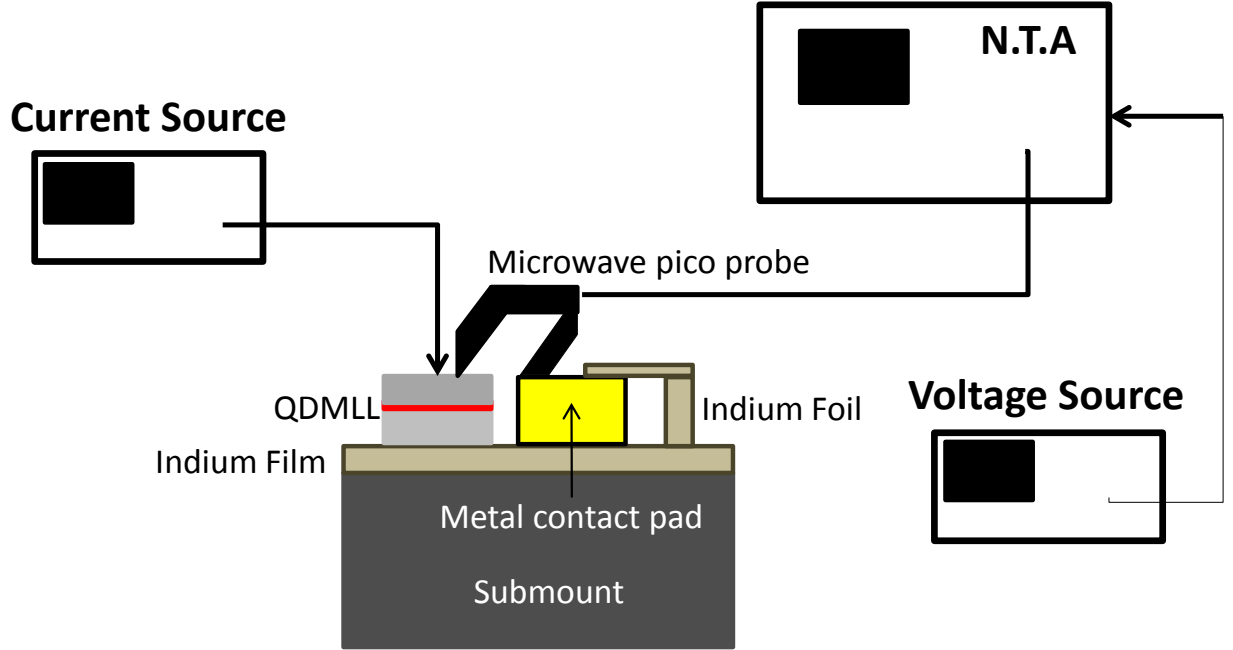 N.T.A
Current Source
Microwave pico probe
QDMLL
Indium Foil
Voltage Source
Indium Film
Metal contact pad
Submount